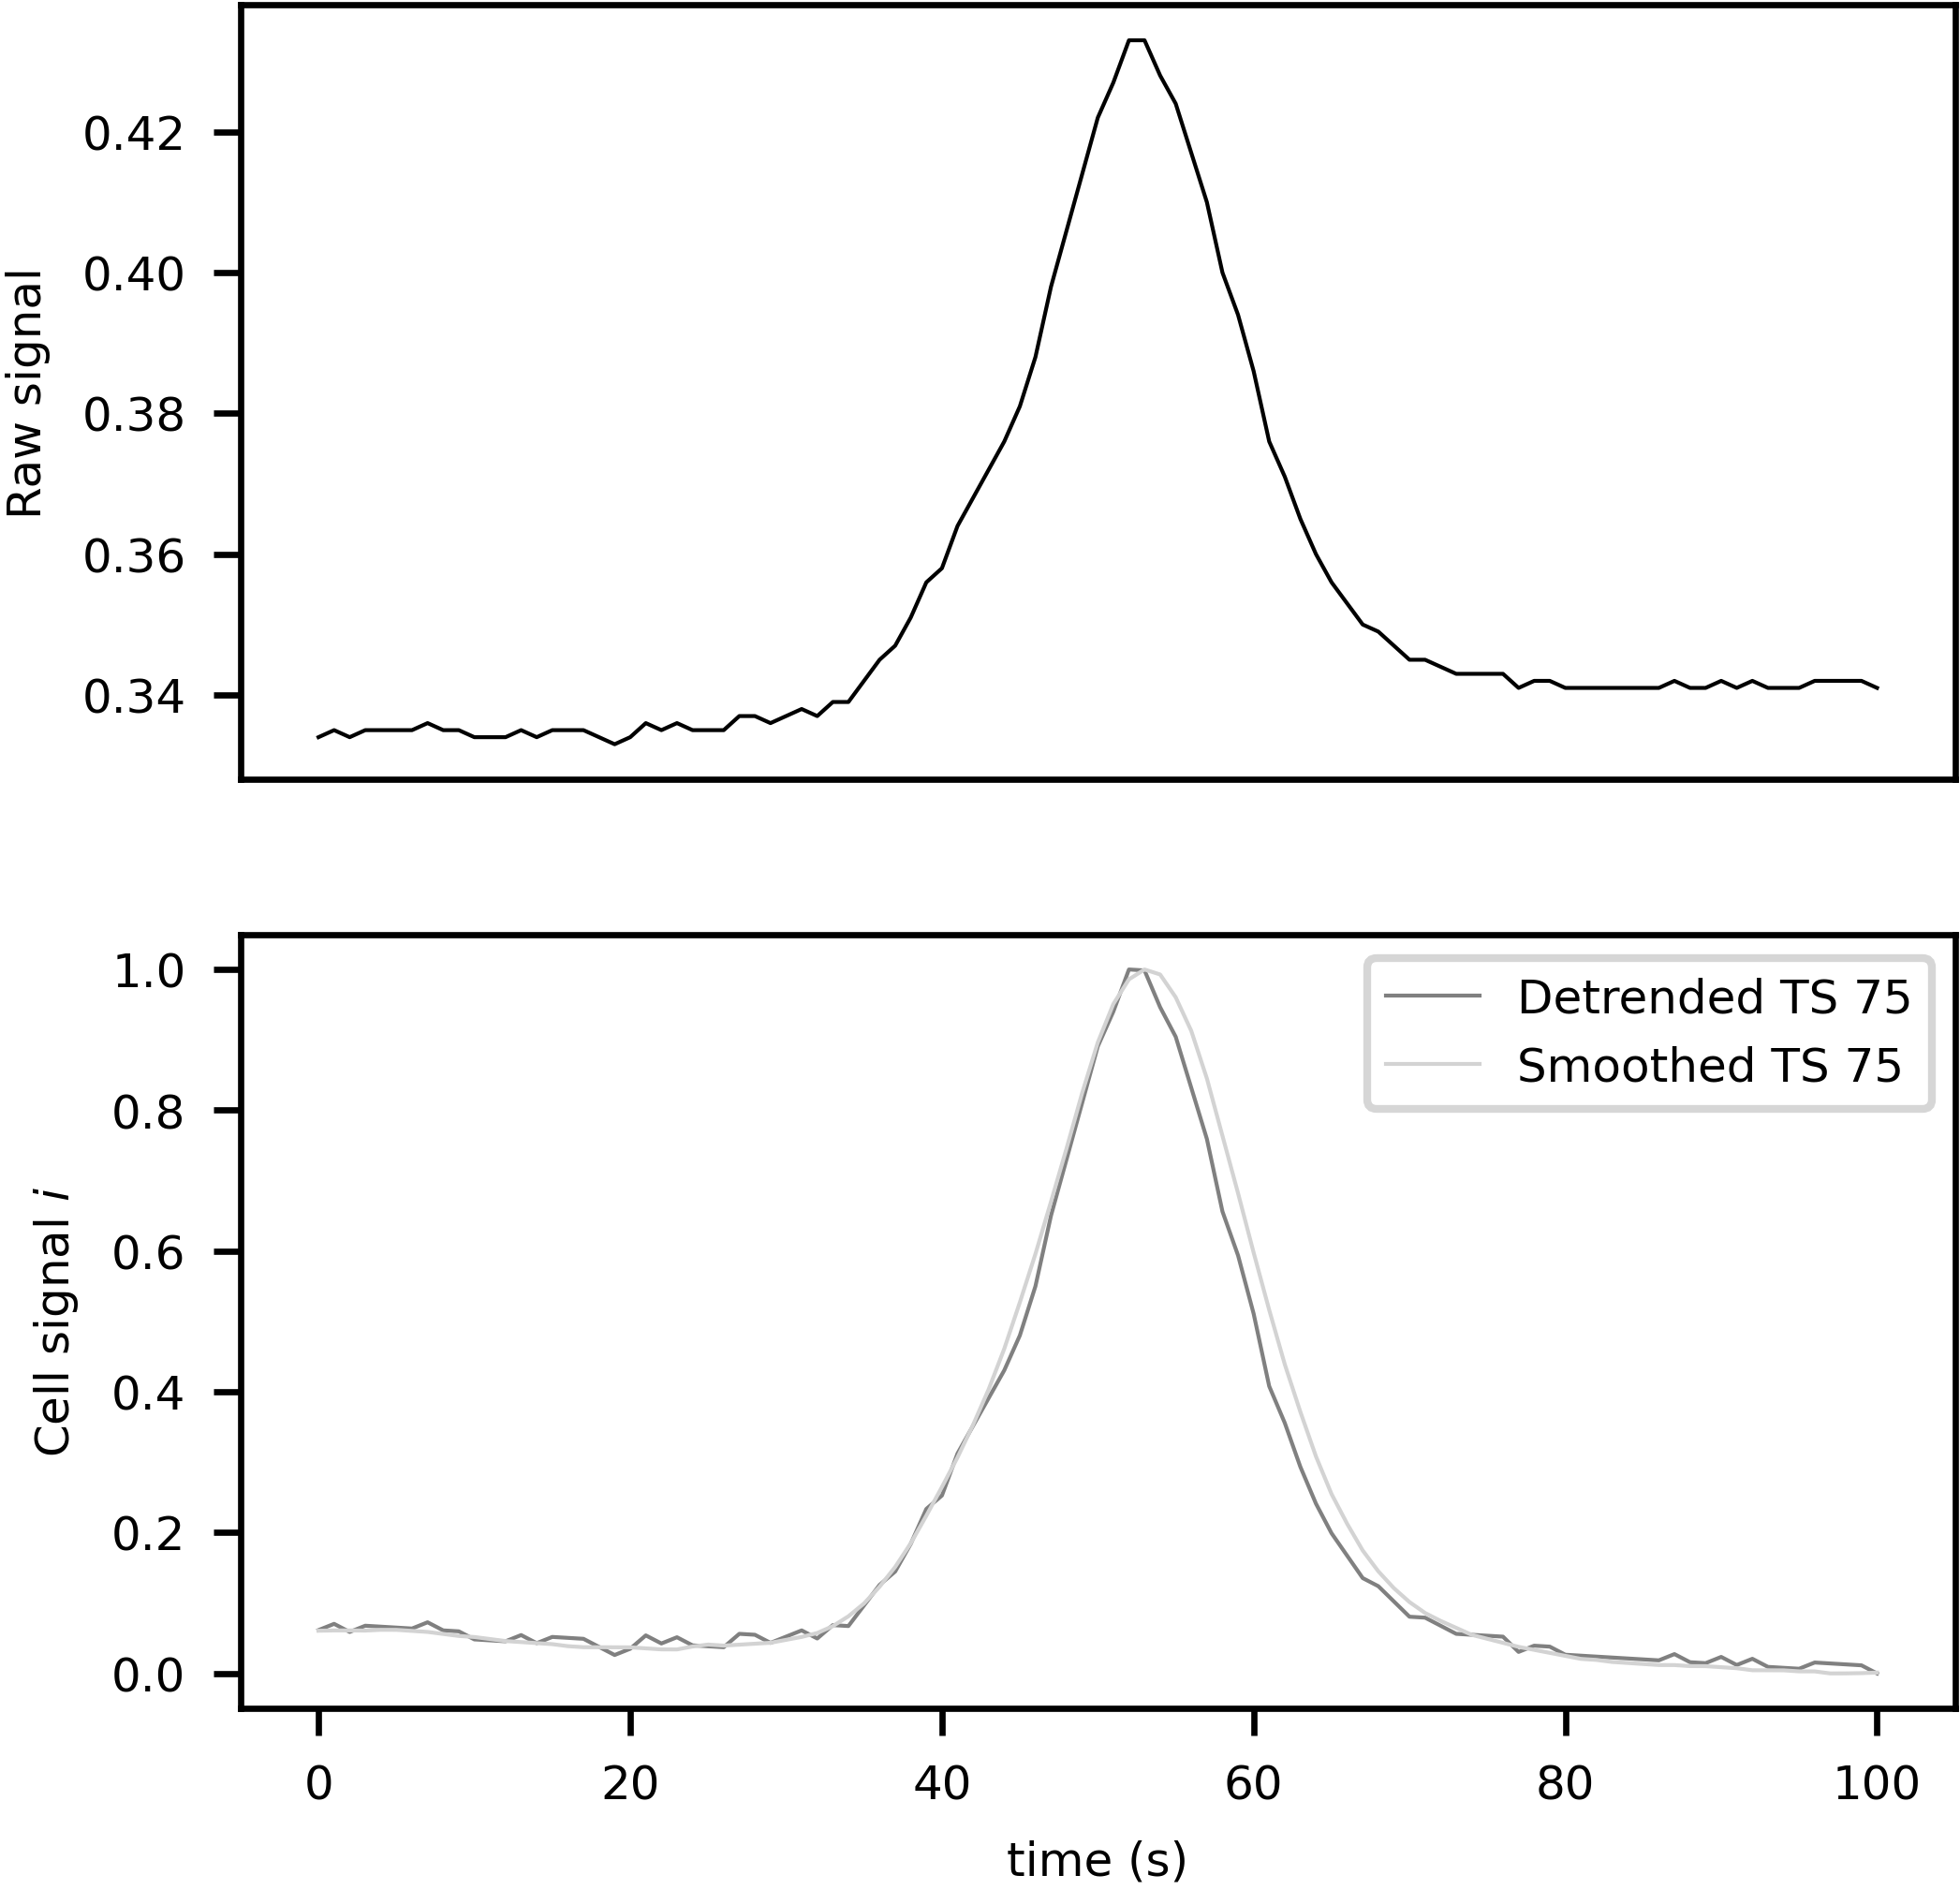 Raw signal
0.42
0.40
0.38
0.36
0.34
Cell signal i
1.0
0.8
0.6
0.4
0.2
0.0
Detrended TS 75
Smoothed TS 75
0 20 40 60 80 100
time (s)